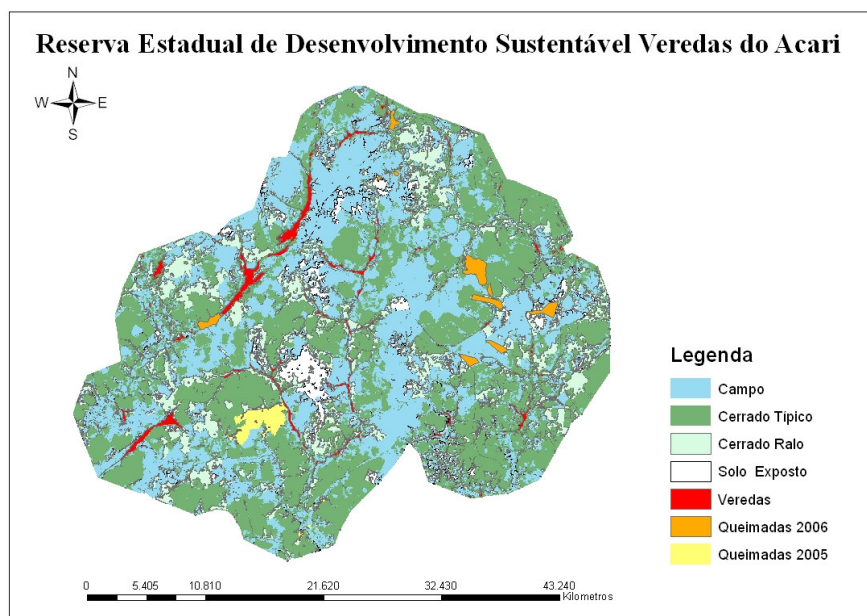 Reserva Estadual de Desenvolvimento Sustentável Veredas do Acari
N
W E
S
Legenda
Campo
Cerrado Típico
Cerrado Ralo
Solo Exposto
Veredas
Queimadas 2006
Queimadas 2005
0 5.405 10.810 21.620 32.430 43.240
Kilometros